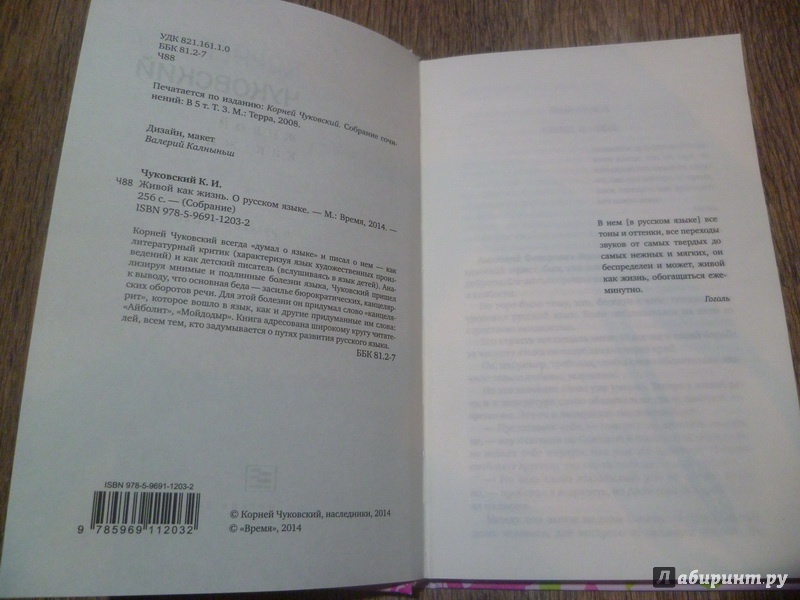 УДК 821.161.1.0
ББК 81.2-7
Ч88
Печатается по изданию: Корней Чуковский. Собрание сочи-
нений: В 5 т. Т. 3. М.: Терра, 2008.
Дизайн, макет
Валерий Калныньш
Чуковский К. И.
Ч88 Живой как жизнь. О русском языке. — М.: Время, 2014. —
256 с. — (Собрание)
ISBN 978-5-9691-1203-2
Корней Чуковский всегда «думал о языке» и писал о нем — как
литературный критик (характеризуя язык художественных произ-
ведений) и как детский писатель (вслушиваясь в язык детей). Ана-
лизируя мнимые и подлинные болезни языка, Чуковский пришел
к выводу, что основная беда — засилье бюрократических, канцеляр-
ских оборотов речи. Для этой болезни он придумал слово «канцеля-
рит», которое вошло в язык, как и другие придуманные им слова:
«Айболит», «Мойдодыр». Книга адресована широкому кругу читате-
лей, всем тем, кто задумывается о путях развития русского языка.
ББК 81.2-7
ISBN 978-5-9691-1203-2
9 785969 112032
© Корней Чуковский, наследники, 2014
© «Время», 2014
В нем [в русском языке] все
тоны и оттенки, все переходы
звуков от самых твердых до
самых нежных и мягких, он
беспределен и может, живой
как жизнь, обогащаться еже-
минутно.
Гоголь
Лабиринт.ру